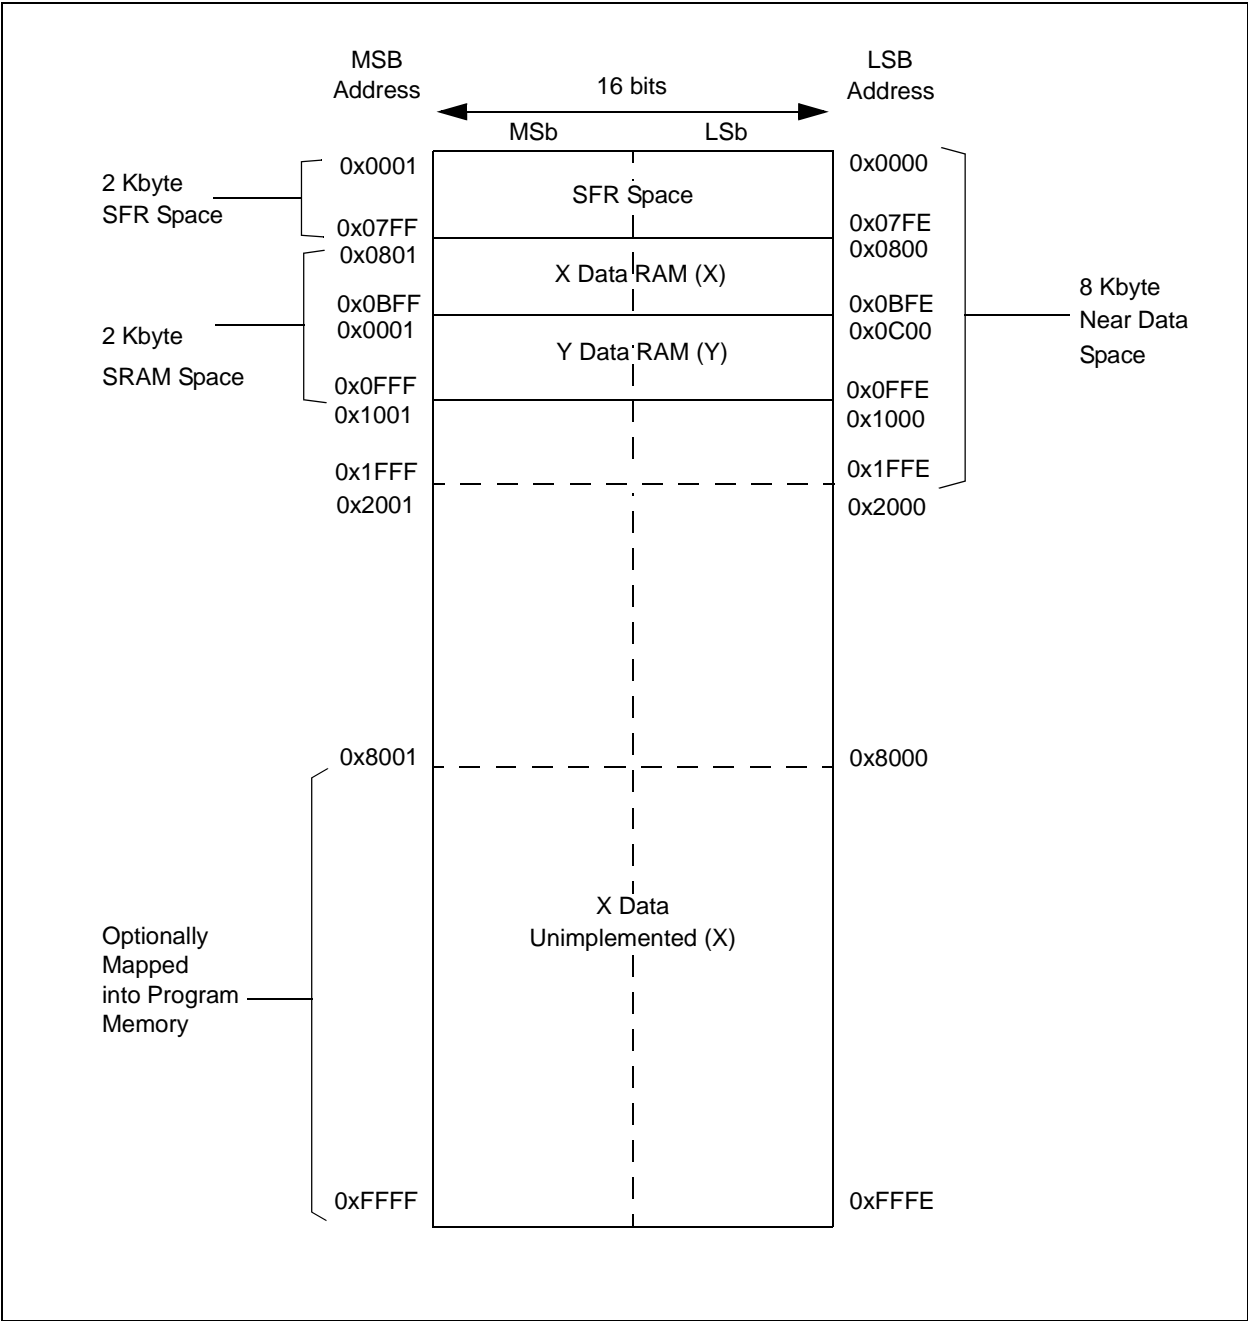 MSB
Address
16 bits
LSB
Address
MSb
LSb
2 Kbyte
SFR Space
0x0001
SFR Space
0x0000
0x07FF
0x07FE
0x0801
0x0800
X Data RAM (X)
0x0BFF
0x0BFE
2 Kbyte
SRAM Space
0x0001
0x0C00
Y Data RAM (Y)
8 Kbyte
Near Data
Space
0x0FFF
0x0FFE
0x1001
0x1000
0x1FFF
0x1FFE
0x2001
0x2000
0x8001
0x8000
X Data
Unimplemented (X)
Optionally
Mapped
into Program
Memory
0xFFFF
0xFFFE